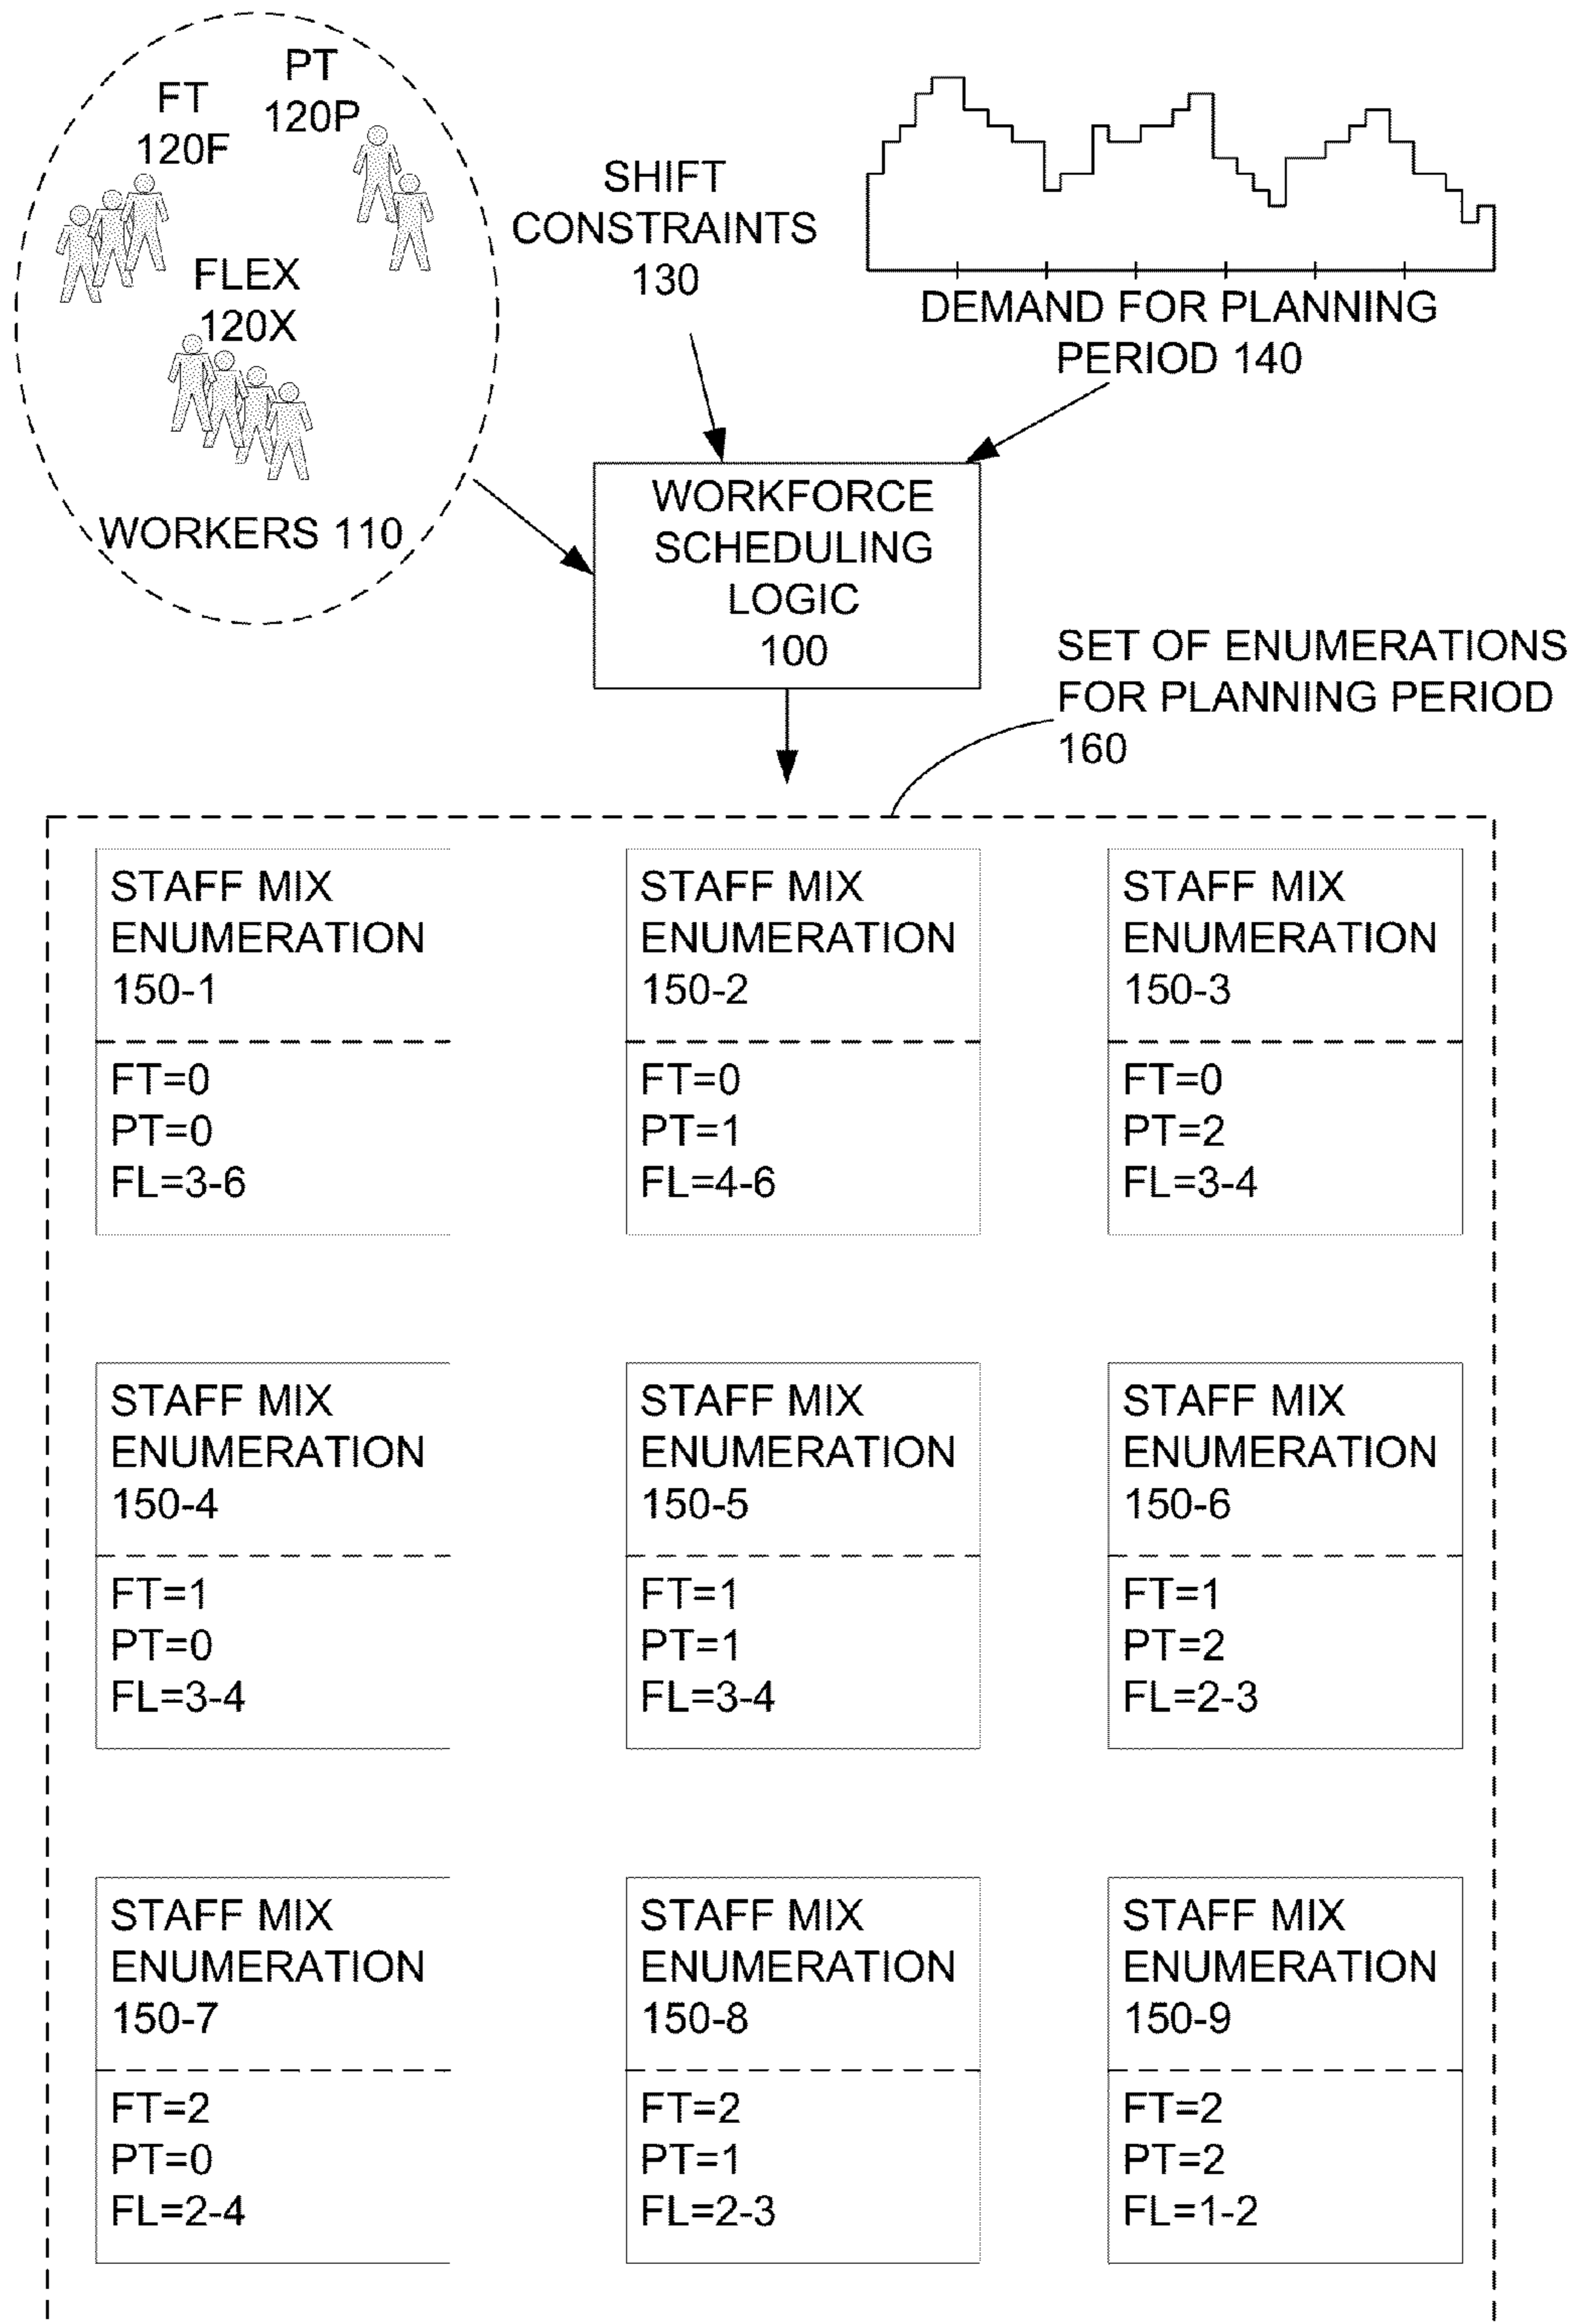 PT
120P
FT
120F
FLEX
120X
WORKERS 110
SHIFT
CONSTRAINTS
130
DEMAND FOR PLANNING
PERIOD 140
WORKFORCE
SCHEDULING
LOGIC
100
SET OF ENUMERATIONS
FOR PLANNING PERIOD
160
STAFF MIX
ENUMERATION
150-1
FT=0
PT=0
FL=3-6
STAFF MIX
ENUMERATION
150-2
FT=0
PT=1
FL=4-6
STAFF MIX
ENUMERATION
150-3
FT=0
PT=2
FL=3-4
STAFF MIX
ENUMERATION
150-4
FT=1
PT=0
FL=3-4
STAFF MIX
ENUMERATION
150-5
FT=1
PT=1
FL=3-4
STAFF MIX
ENUMERATION
150-6
FT=1
PT=2
FL=2-3
STAFF MIX
ENUMERATION
150-7
FT=2
PT=0
FL=2-4
STAFF MIX
ENUMERATION
150-8
FT=2
PT=1
FL=2-3
STAFF MIX
ENUMERATION
150-9
FT=2
PT=2
FL=1-2